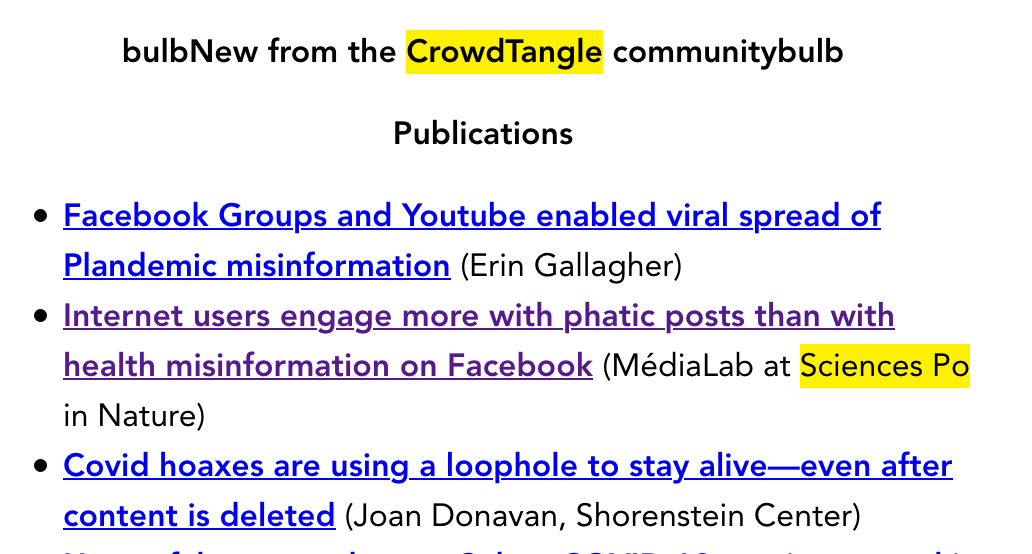 bulbNew from the CrowdTangle communitybulb
Publications
• Facebook Groups and Youtube enabled viral spread of
Plandemic misinformation (Erin Gallagher)
• Internet users engage more with phatic posts than with
health misinformation on Facebook (MédiaLab at Sciences Po
in Nature)
• Covid hoaxes are using a loophole to stay alive—even after
content is deleted (Joan Donavan, Shorenstein Center)